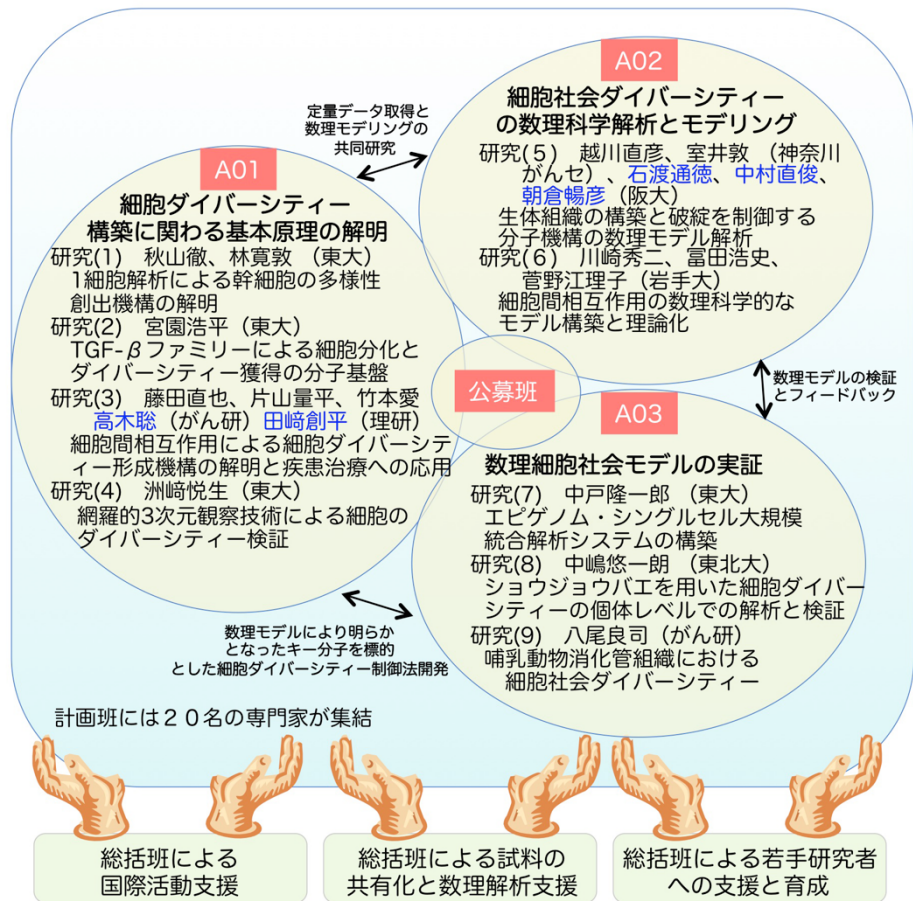 A02
細胞社会ダイバーシティー
の数理科学解析とモデリング
研究(5) 越川直彦、室井敦（神奈川
がんセ）、石渡通徳、中村直俊、
朝倉暢彦（阪大）
生体組織の構築と破綻を制御する
分子機構の数理モデル解析
研究(6) 川崎秀二、冨田浩史、
菅野江理子（岩手大）
細胞間相互作用の数理科学的な
モデル構築と理論化
定量データ取得と
数理モデリングの
共同研究
A01
細胞ダイバーシティー
構築に関わる基本原理の解明
研究(1) 秋山徹、林寛敦（東大）
1細胞解析による幹細胞の多様性
創出機構の解明
研究(2) 宮園浩平（東大）
TGF-βファミリーによる細胞分化と
ダイバーシティー獲得の分子基盤
研究(3) 藤田直也、片山量平、竹本愛
高木聡（がん研）田﨑創平（理研）
細胞間相互作用による細胞ダイバーシテ
ィー形成機構の解明と疾患治療への応用
研究(4) 洲﨑悦生（東大）
網羅的3次元観察技術による細胞の
ダイバーシティー検証
公募班
数理モデルの検証
とフィードバック
A03
数理細胞社会モデルの実証
研究(7) 中戸隆一郎（東大）
エピゲノム・シングルセル大規模
統合解析システムの構築
研究(8) 中嶋悠一朗（東北大）
ショウジョウバエを用いた細胞ダイバー
シティーの個体レベルでの解析と検証
研究(9) 八尾良司（がん研）
哺乳動物消化管組織における
細胞社会ダイバーシティー
数理モデルにより明らか
となったキー分子を標的
とした細胞ダイバーシティー制御法開発
計画班には２０名の専門家が集結
総括班による
国際活動支援
総括班による試料の
共有化と数理解析支援
総括班による若手研究者
への支援と育成